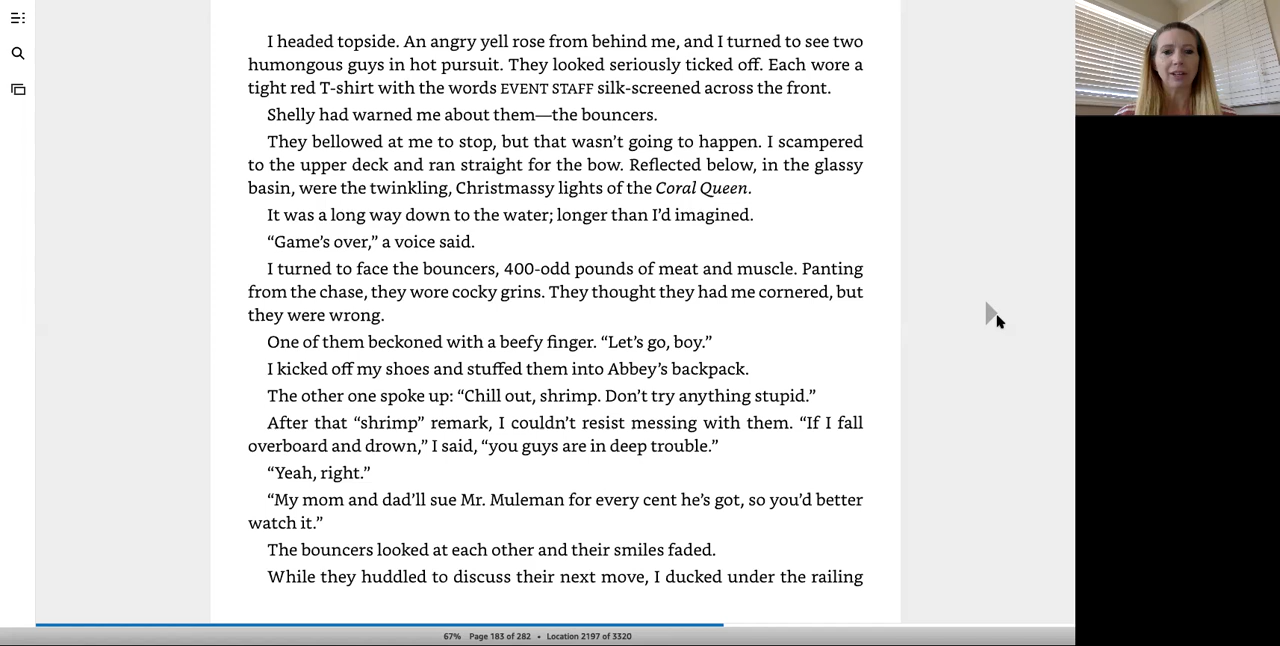 I headed topside. An angry yell rose from behind me, and I turned to see two
humongous guys in hot pursuit. They looked seriously ticked off. Each wore a
tight red T-shirt with the words EVENT STAFF silk-screened across the front.
Shelly had warned me about them—the bouncers.
They bellowed at me to stop, but that wasn’t going to happen. I scampered
to the upper deck and ran straight for the bow. Reflected below, in the glassy
basin, were the twinkling, Christmassy lights of the Coral Queen.
It was a long way down to the water; longer than I’d imagined.
“Game’s over,” a voice said.
I turned to face the bouncers, 400-odd pounds of meat and muscle. Panting
from the chase, they wore cocky grins. They thought they had me cornered, but
they were wrong.
One of them beckoned with a beefy finger. “Let’s go, boy.”
I kicked off my shoes and stuffed them into Abbey’s backpack.
The other one spoke up: “Chill out, shrimp. Don’t try anything stupid.”
After that “shrimp” remark, I couldn’t resist messing with them. “If I fall
overboard and drown,” I said, “you guys are in deep trouble.”
“Yeah, right.”
“My mom and dad’ll sue Mr. Muleman for every cent he’s got, so you’d better
watch it.”
The bouncers looked at each other and their smiles faded.
While they huddled to discuss their next move, I ducked under the railing
67% Page 183 of 282 • Location 2197 of 3320